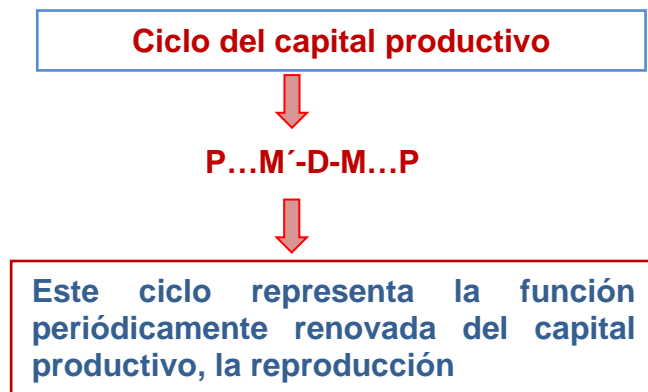 Ciclo del capital productivo
P...M´-D-M...P
Este ciclo representa la función
periódicamente renovada del capital
productivo, la reproducción